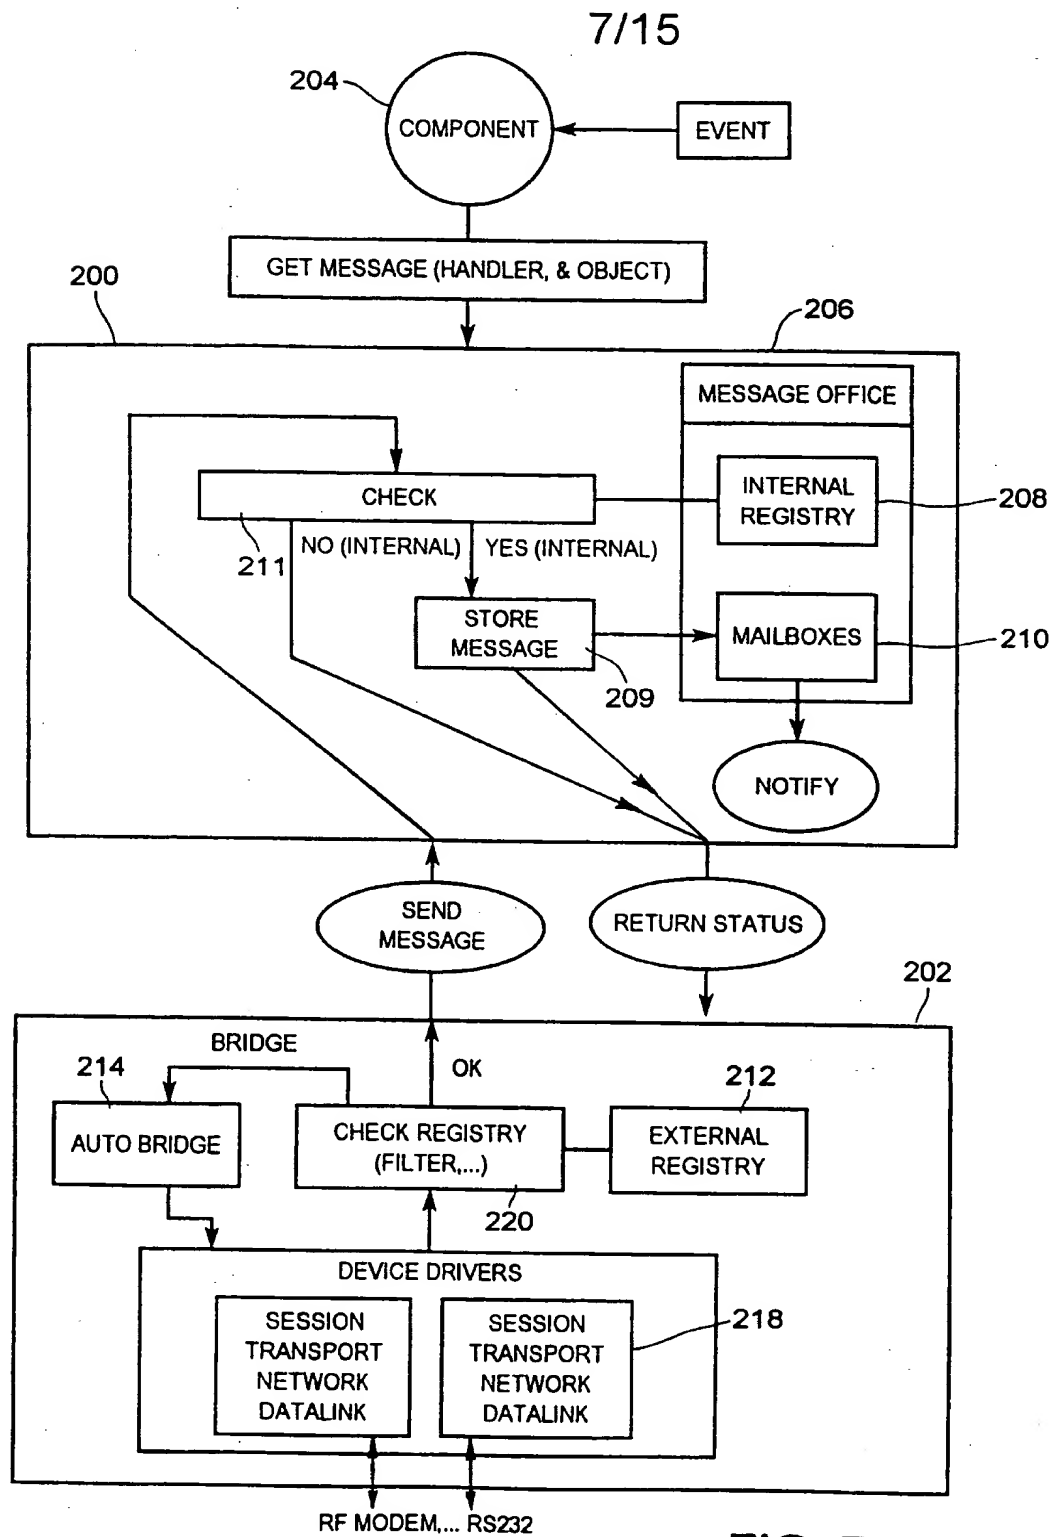 7/15
204
COMPONENT
EVENT
GET MESSAGE (HANDLER, & OBJECT)
200
206
MESSAGE OFFICE
CHECK
INTERNAL
REGISTRY
208
211
NO (INTERNAL)
YES (INTERNAL)
STORE
MESSAGE
MAILBOXES
210
209
NOTIFY
SEND
MESSAGE
RETURN STATUS
202
BRIDGE
214
OK
212
AUTO BRIDGE
CHECK REGISTRY
(FILTER,...)
EXTERNAL
REGISTRY
220
DEVICE DRIVERS
SESSION
TRANSPORT
NETWORK
DATALINK
SESSION
TRANSPORT
NETWORK
DATALINK
218
RF MODEM,... RS232